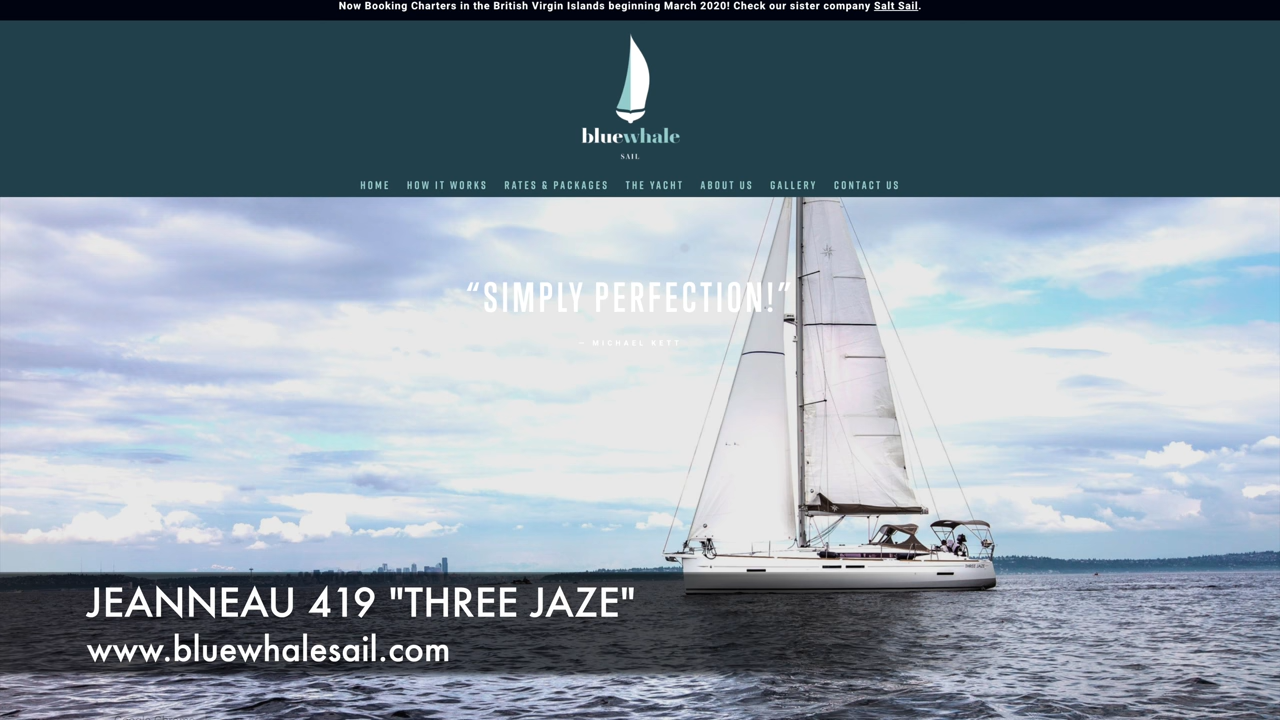 Now Booking Charters in the British Virgin Islands beginning March 2020! Check our sister company Salt Sail.
bluewhale
SAIL
HOME HOW IT WORKS RATES & PACKAGES THE YACHT ABOUT US GALLERY CONTACT US
“SIMPLY PERFECTION!”
– MICHAEL KETT
THREE JAZE
JEANNEAU 419 "THREE JAZE"
www.bluewhalesail.com